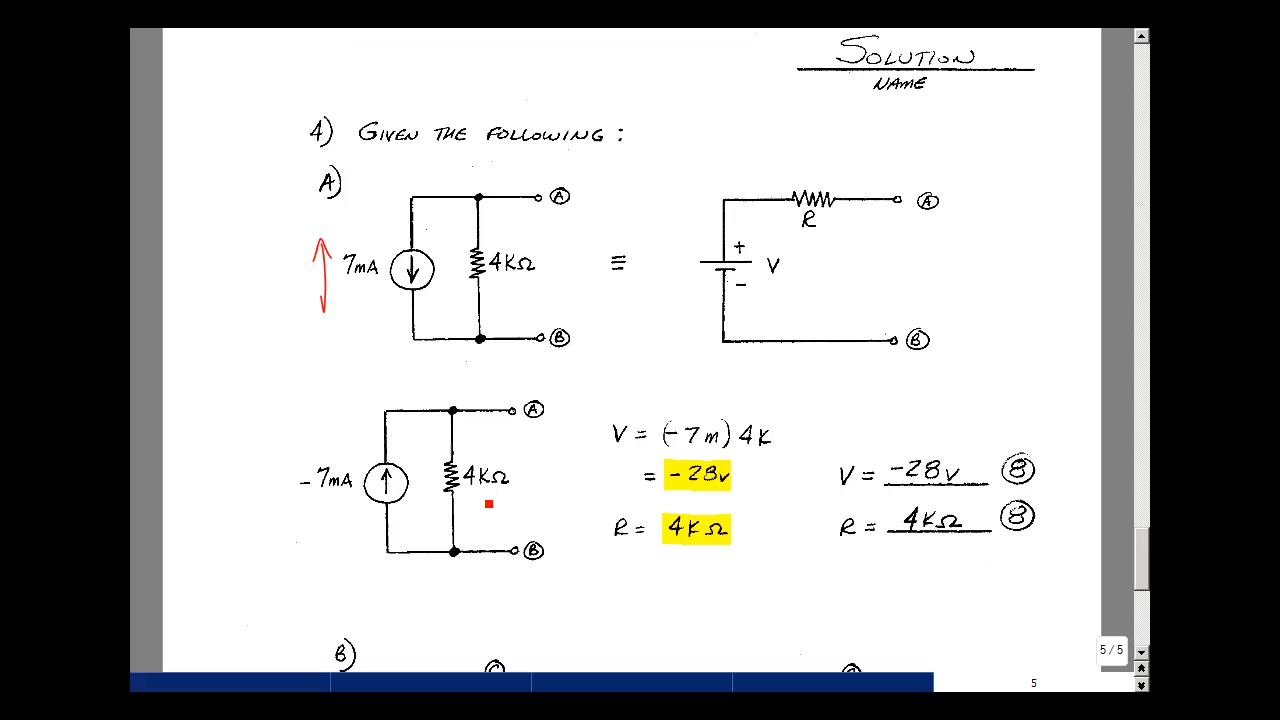 SOLUTION
NAME
4) GIVEN THE FOLLOWING :
A)
A
A
R
7mA
4KΩ
≡
+
V
-
B
B
A
-7mA
4KΩ
V = (-7m) 4K
= -28v
V = -28v 8
R = 4KΩ
R = 4KΩ 8
B
B)
5/5
5